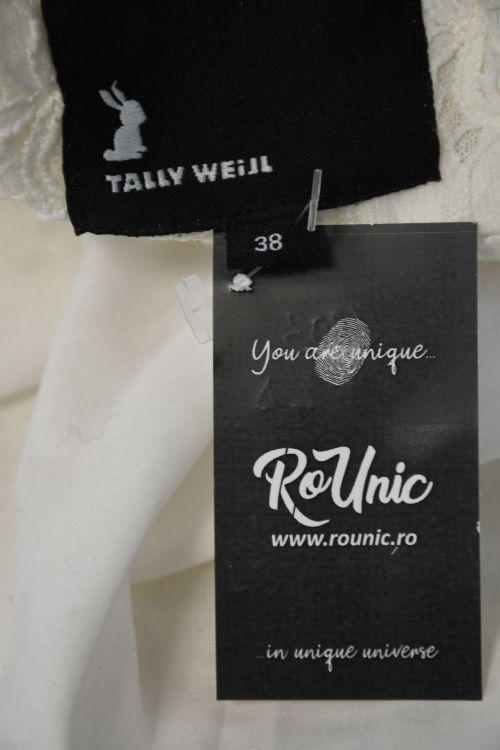 TALLY WEiJL
38
You are unique...
RoUnic
www.rounic.ro
...in unique universe